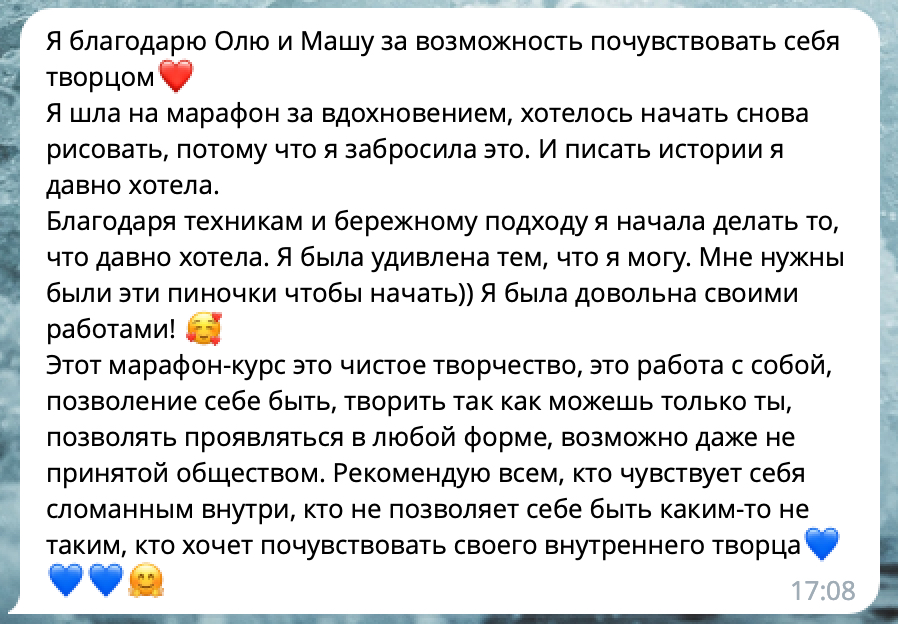 Я благодарю Олю и Машу за возможность почувствовать себя
творцом❤️
Я шла на марафон за вдохновением, хотелось начать снова
рисовать, потому что я забросила это. И писать истории я
давно хотела.
Благодаря техникам и бережному подходу я начала делать то,
что давно хотела. Я была удивлена тем, что я могу. Мне нужны
были эти пиночки чтобы начать)) Я была довольна своими
работами! 🥰
Этот марафон-курс это чистое творчество, это работа с собой,
позволение себе быть, творить так как можешь только ты,
позволять проявляться в любой форме, возможно даже не
принятой обществом. Рекомендую всем, кто чувствует себя
сломанным внутри, кто не позволяет себе быть каким-то не
таким, кто хочет почувствовать своего внутреннего творца💙
💙💙🤗
17:08